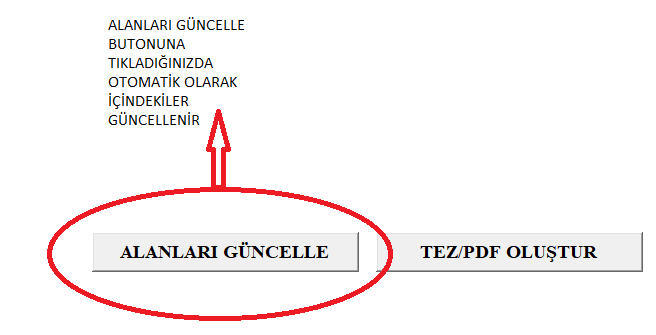 ALANLARI GÜNCELLE
BUTONUNA
TIKLADIĞINIZDA
OTOMATİK OLARAK
İÇİNDEKİLER
GÜNCELLENİR
ALANLARI GÜNCELLE
TEZ/PDF OLUŞTUR